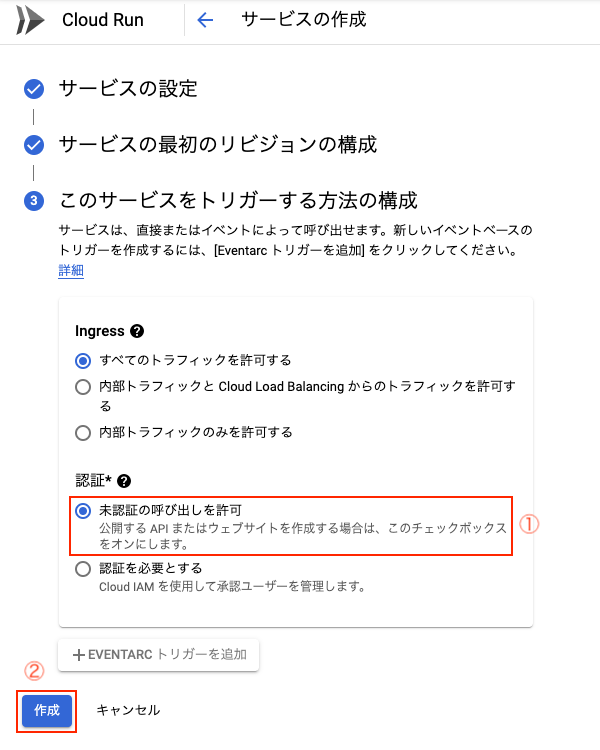 Cloud Run ← サービスの作成
サービスの設定
サービスの最初のリビジョンの構成
3 このサービスをトリガーする方法の構成
サービスは、直接またはイベントによって呼び出せます。新しいイベントベースの
トリガーを作成するには、[Eventarc トリガーを追加] をクリックしてください。
詳細
Ingress ?
すべてのトラフィックを許可する
内部トラフィックと Cloud Load Balancing からのトラフィックを許可す
る
内部トラフィックのみを許可する
認証* ?
未認証の呼び出しを許可
公開する API またはウェブサイトを作成する場合は、このチェックボックス
をオンにします。
①
認証を必要とする
Cloud IAM を使用して承認ユーザーを管理します。
+ EVENTARC トリガーを追加
②
作成 キャンセル